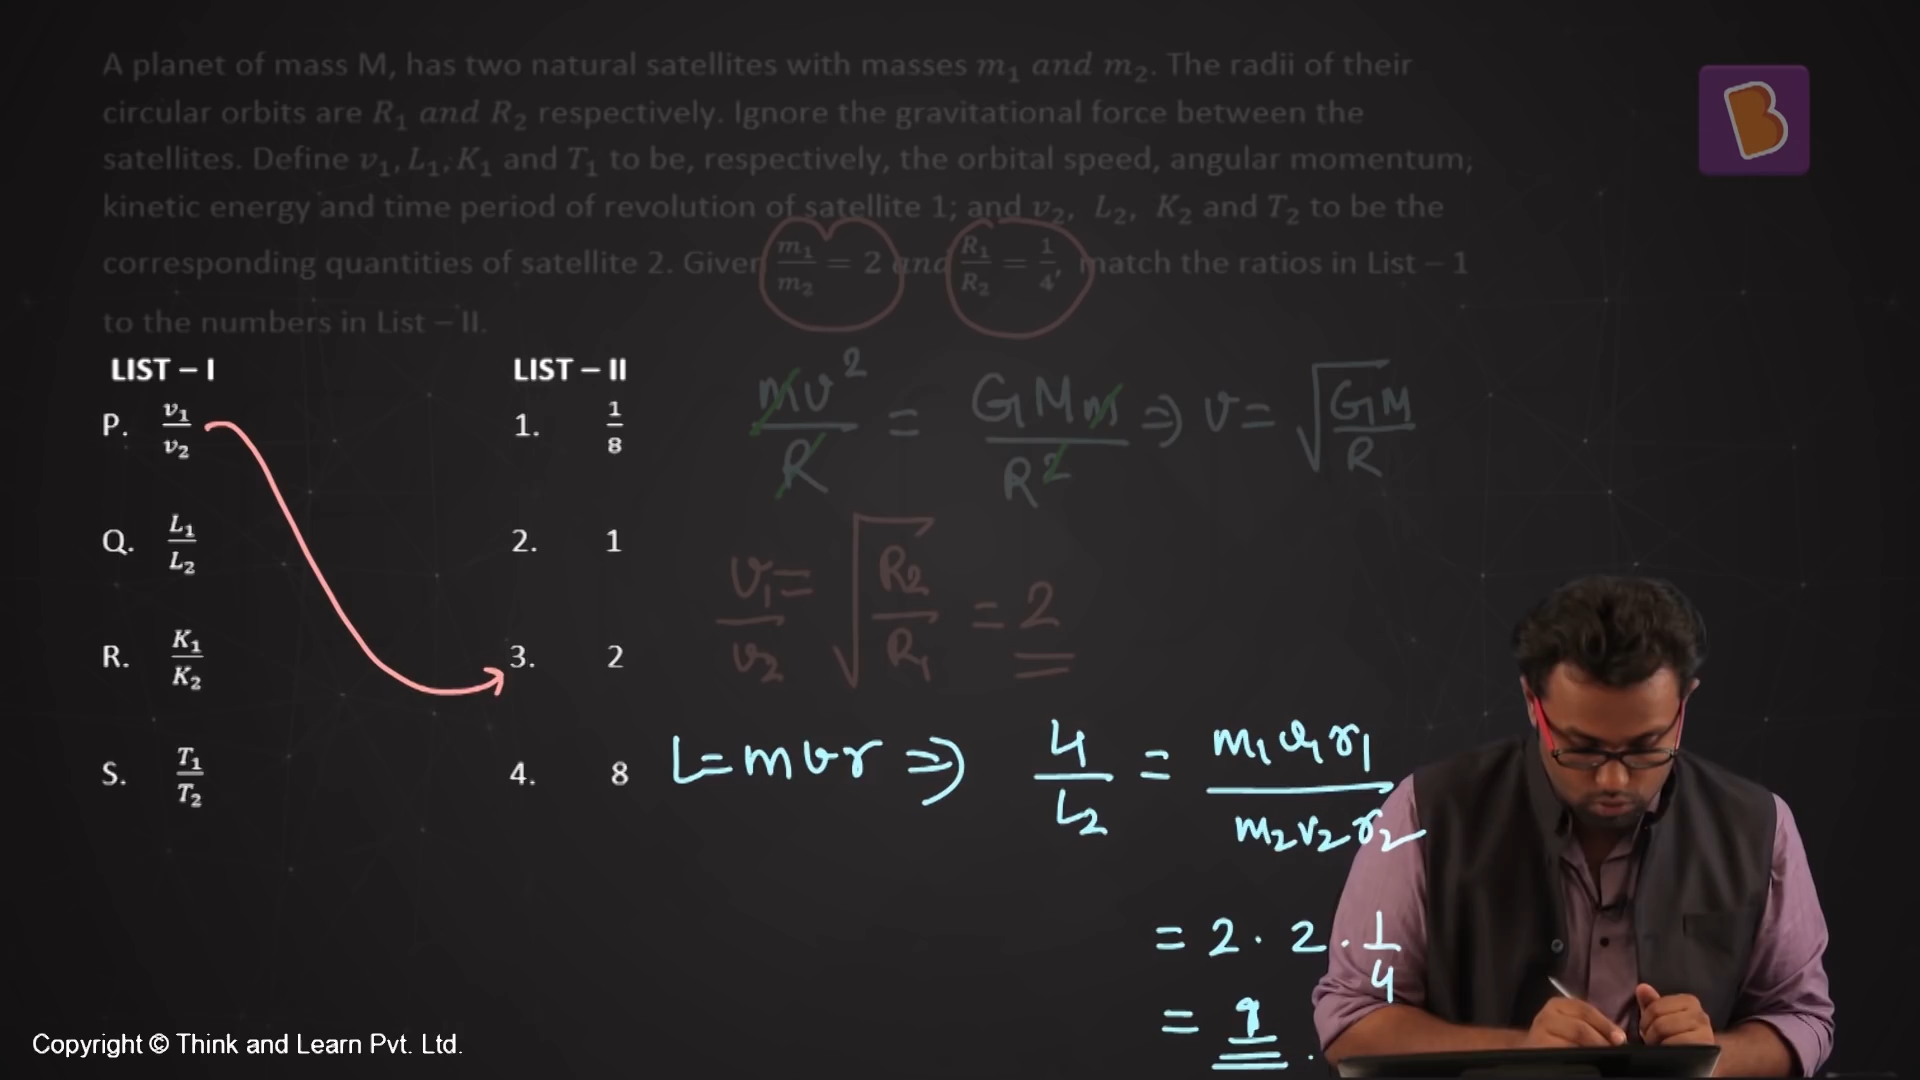 A planet of mass M, has two natural satellites with masses m₁ and m₂. The radii of their
circular orbits are R₁ and R₂ respectively. Ignore the gravitational force between the
satellites. Define v₁, L₁, K₁ and T₁ to be, respectively, the orbital speed, angular momentum,
kinetic energy and time period of revolution of satellite 1; and v₂, L₂, K₂ and T₂ to be the
corresponding quantities of satellite 2. Given m₁/m₂ = 2 and R₁/R₂ = 1/4, match the ratios in List – 1
to the numbers in List – II.
LIST – I LIST – II
P. v₁/v₂ 1. 1/8
Q. L₁/L₂ 2. 1
R. K₁/K₂ 3. 2
S. T₁/T₂ 4. 8
mv²/R = GMm/R² ⇒ v = √(GM/R)
v₁/v₂ = √(R₂/R₁) = 2
L = mvr ⇒ L₁/L₂ = m₁v₁r₁/m₂v₂r₂
= 2 · 2 · 1/4
= 1
B
Copyright © Think and Learn Pvt. Ltd.